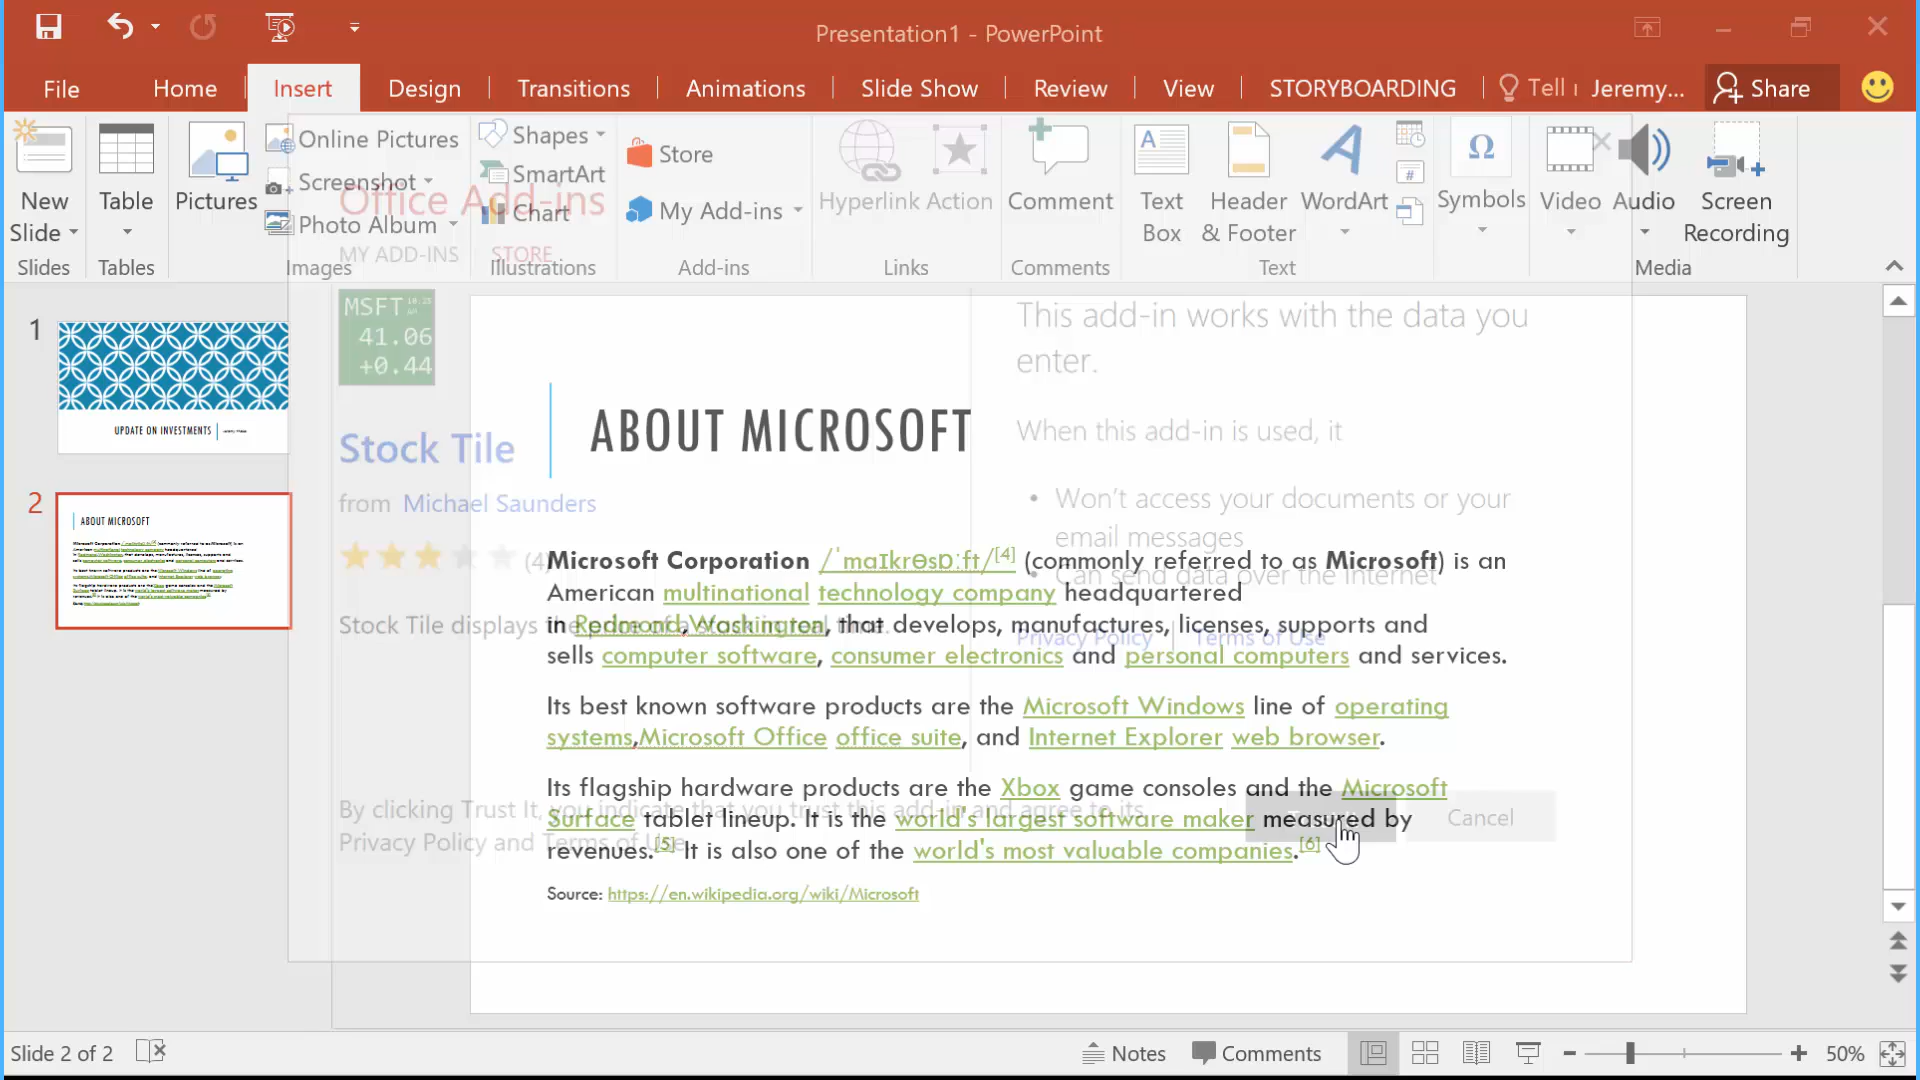 Presentation1 - PowerPoint
File Home Insert Design Transitions Animations Slide Show Review View STORYBOARDING Tell Jeremy... Share
New Slide
Table
Pictures
Online Pictures
Screenshot
Photo Album
Shapes
SmartArt
Chart
Store
My Add-ins
Hyperlink
Action
Comment
A
Text Box
Header & Footer
A
WordArt
#
Ω
Symbols
Video
Audio
Screen Recording
Slides Tables Images Illustrations Add-ins Links Comments Text Media
Office Add-ins
MY ADD-INS STORE
1
UPDATE ON INVESTMENTS
2
ABOUT MICROSOFT
MSFT
41.06
+0.44
Stock Tile
from Michael Saunders
(4)
Stock Tile displays
This add-in works with the data you
enter.
When this add-in is used, it
• Won't access your documents or your
email messages
• Can send data over the Internet
Privacy Policy | Terms of Use
By clicking Trust It, you indicate that you trust this add-in and agree to its
Privacy Policy and Terms of Use
Cancel
ABOUT MICROSOFT
Microsoft Corporation /ˈmaɪkrɵsɒːft/[4] (commonly referred to as Microsoft) is an
American multinational technology company headquartered
in Redmond, Washington, that develops, manufactures, licenses, supports and
sells computer software, consumer electronics and personal computers and services.
Its best known software products are the Microsoft Windows line of operating
systems,Microsoft Office office suite, and Internet Explorer web browser.
Its flagship hardware products are the Xbox game consoles and the Microsoft
Surface tablet lineup. It is the world's largest software maker measured by
revenues.[5] It is also one of the world's most valuable companies.[6]
Source: https://en.wikipedia.org/wiki/Microsoft
Slide 2 of 2
Notes Comments 50%